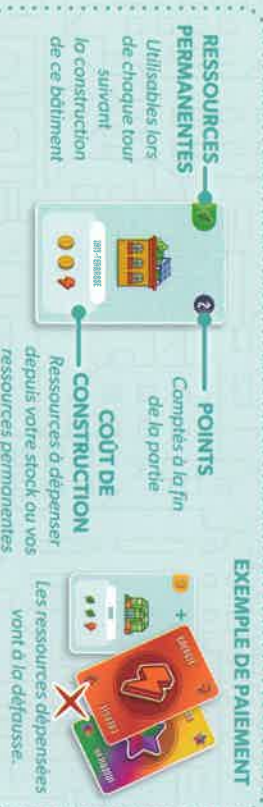 RESSOURCES
PERMANENTES
Utilisables lors
de chaque tour
suivant
la construction
de ce bâtiment
2
POINTS
Comptés à la fin
de la partie
COÛT DE
CONSTRUCTION
Ressources à dépenser
depuis votre stock ou vos
ressources permanentes
EXEMPLE DE PAIEMENT
+
ÉNERGIE
Les ressources dépensées
vont à la défausse.